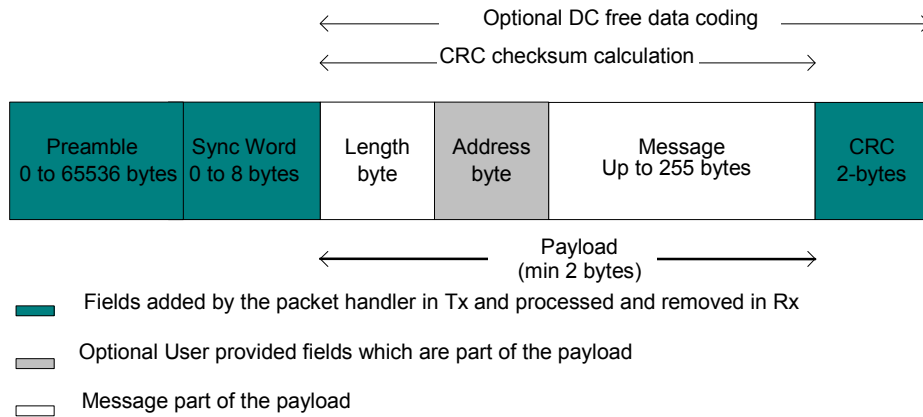 Optional DC free data coding
CRC checksum calculation
Preamble
0 to 65536 bytes
Sync Word
0 to 8 bytes
Length
byte
Address
byte
Message
Up to 255 bytes
CRC
2-bytes
Payload
(min 2 bytes)
Fields added by the packet handler in Tx and processed and removed in Rx
Optional User provided fields which are part of the payload
Message part of the payload